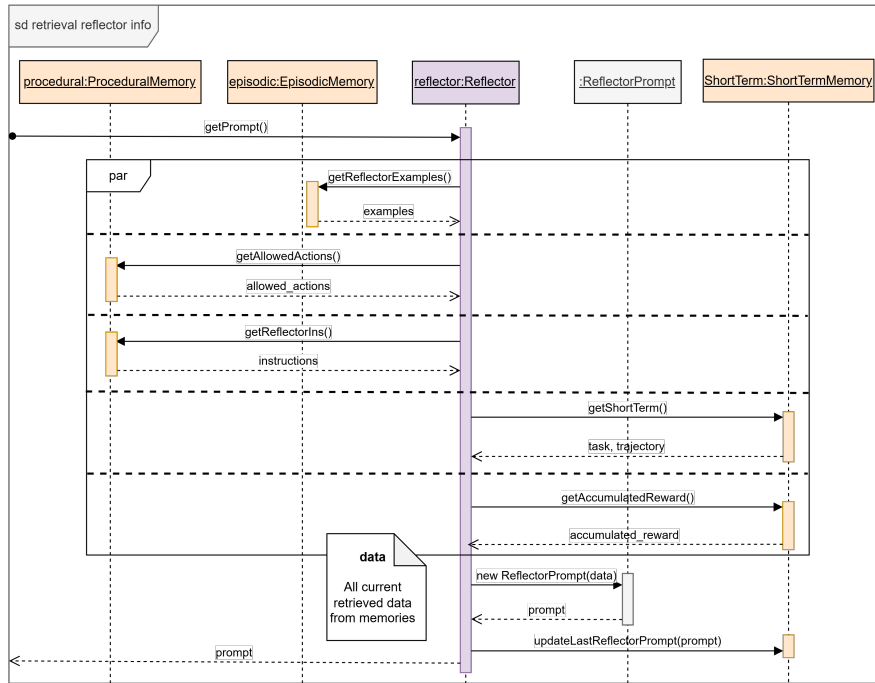 sd retrieval reflector info
procedural:ProceduralMemory
episodic:EpisodicMemory
reflector:Reflector
:ReflectorPrompt
ShortTerm:ShortTermMemory
getPrompt()
par
getReflectorExamples()
examples
getAllowedActions()
allowed_actions
getReflectorIns()
instructions
getShortTerm()
task, trajectory
getAccumulatedReward()
accumulated_reward
data
All current
retrieved data
from memories
new ReflectorPrompt(data)
prompt
updateLastReflectorPrompt(prompt)
prompt